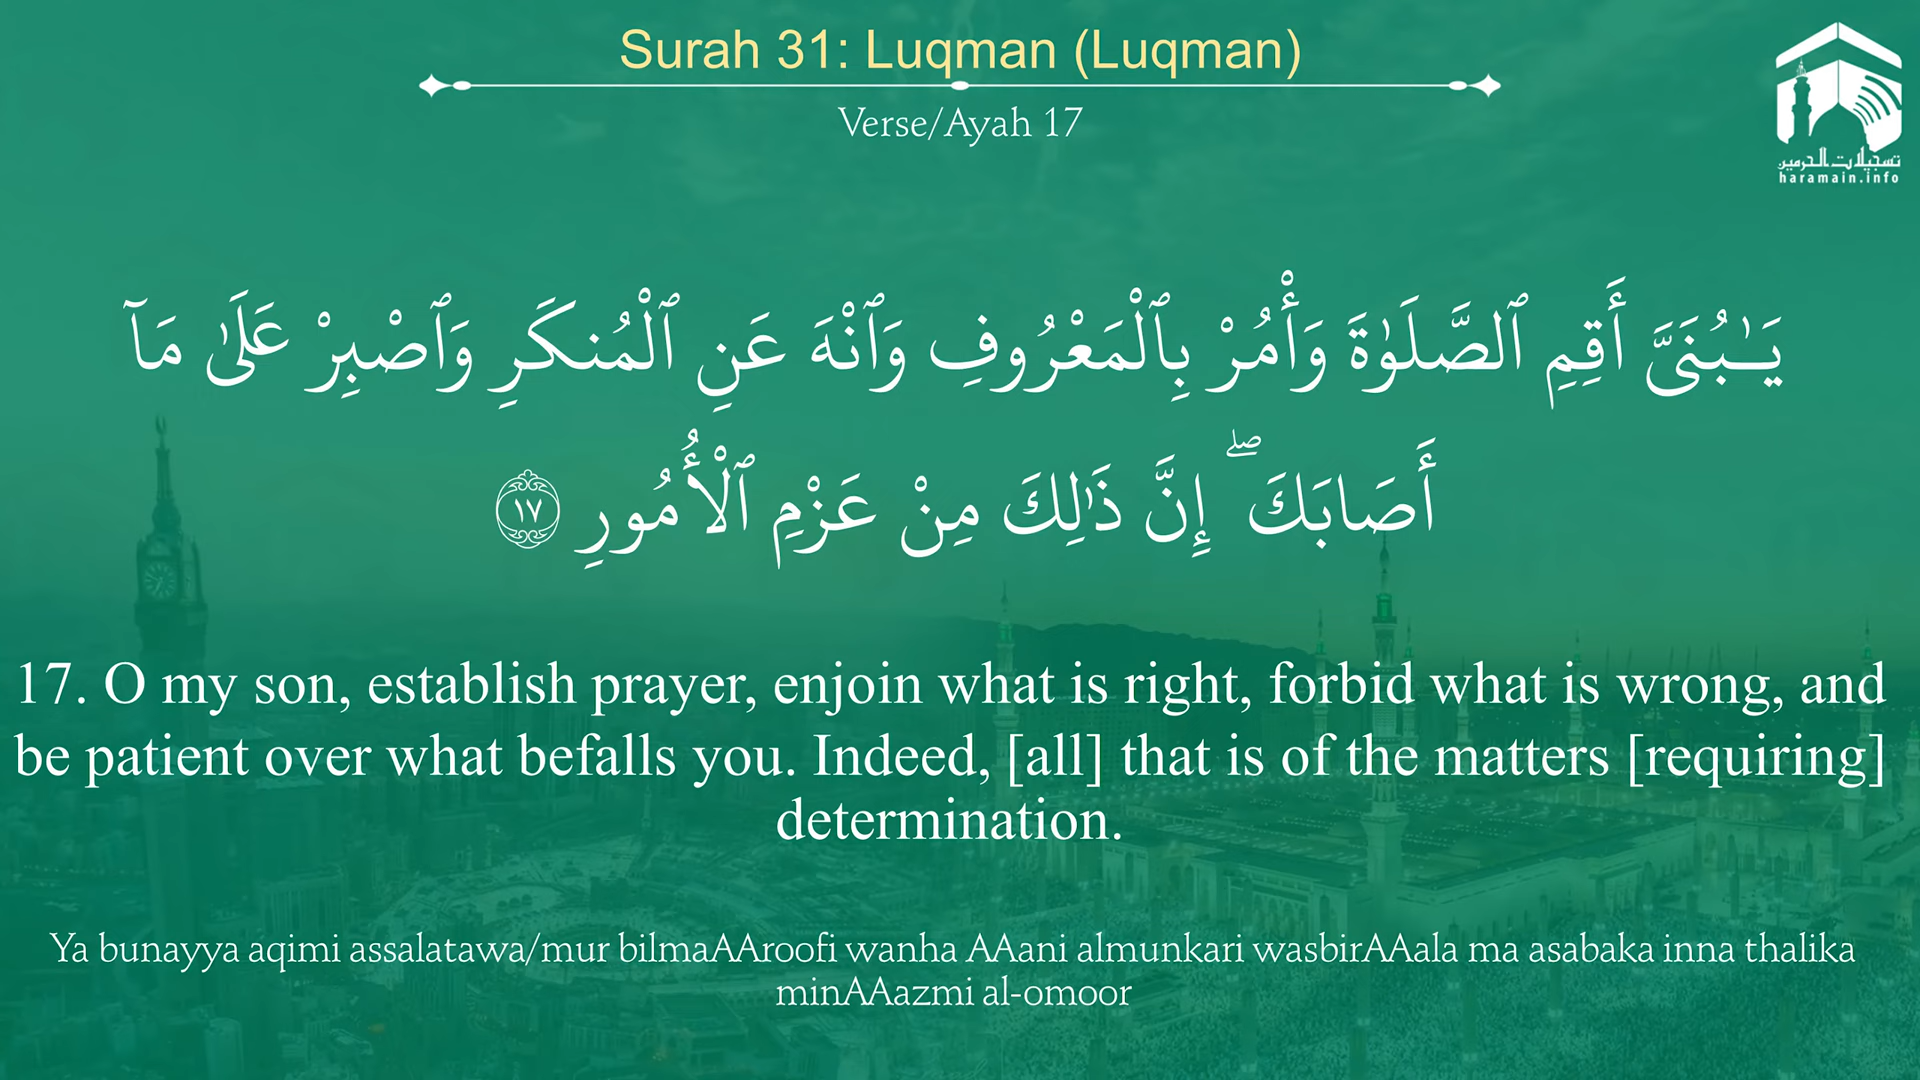 Surah 31: Luqman (Luqman)
Verse/Ayah 17
تسجيلات الحرمين
haramain.info
يَـٰبُنَىَّ أَقِمِ ٱلصَّلَوٰةَ وَأْمُرْ بِٱلْمَعْرُوفِ وَٱنْهَ عَنِ ٱلْمُنكَرِ وَٱصْبِرْ عَلَىٰ مَآ
أَصَابَكَ ۖ إِنَّ ذَٰلِكَ مِنْ عَزْمِ ٱلْأُمُورِ ١٧
17. O my son, establish prayer, enjoin what is right, forbid what is wrong, and
be patient over what befalls you. Indeed, [all] that is of the matters [requiring]
determination.
Ya bunayya aqimi assalatawa/mur bilmaAAroofi wanha AAani almunkari wasbirAAala ma asabaka inna thalika
minAAazmi al-omoor